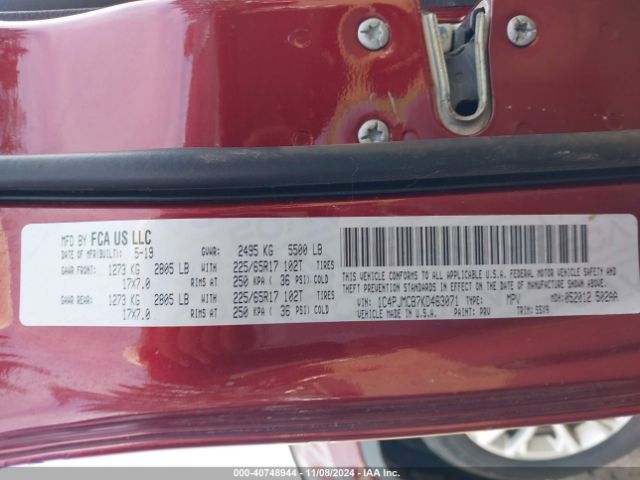 MFD BY FCA US LLC
DATE OF MFR(BUILT): 5-19 GVWR: 2495 KG 5500 LB
GAWR FRONT: 1273 KG 2805 LB WITH 225/65R17 102T TIRES
17X7.0 RIMS AT 250 KPA ( 36 PSI) COLD
GAWR REAR: 1273 KG 2805 LB WITH 225/65R17 102T TIRES
17X7.0 RIMS AT 250 KPA ( 36 PSI) COLD
THIS VEHICLE CONFORMS TO ALL APPLICABLE U.S.A. FEDERAL MOTOR VEHICLE SAFETY AND
THEFT PREVENTION STANDARDS IN EFFECT ON THE DATE OF MANUFACTURE SHOWN ABOVE.
VIN: 1C4PJMCB7KD463071 TYPE: MPV MDH: 052012 502AA
VEHICLE MADE IN U.S.A. PAINT: PRV TRIM: S5X9
000-40748944 - 11/08/2024 - IAA Inc.